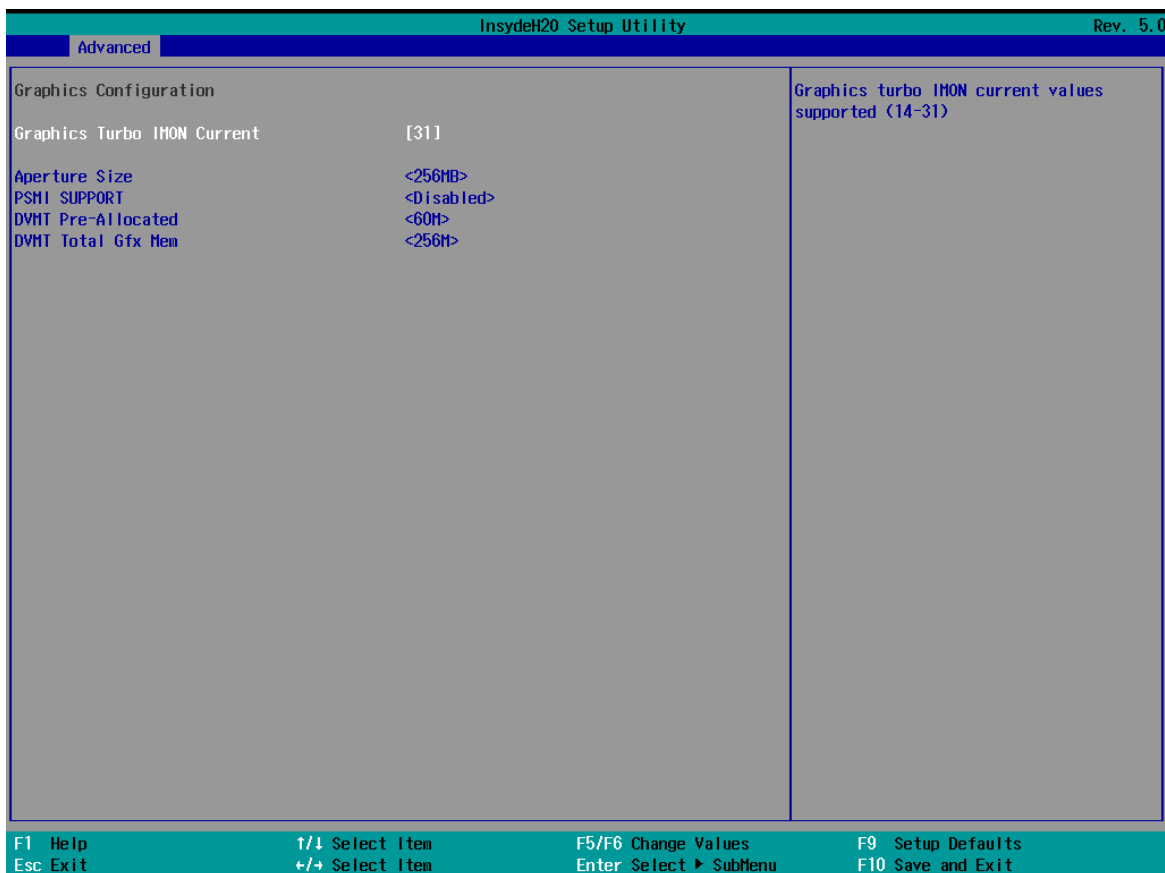 InsydeH20 Setup Utility Rev. 5.0
Advanced
Graphics Configuration
Graphics Turbo IMON Current [31]
Aperture Size <256MB>
PSMI SUPPORT <Disabled>
DVMT Pre-Allocated <60M>
DVMT Total Gfx Mem <256M>
Graphics turbo IMON current values
supported (14-31)
F1 Help ↑/↓ Select Item F5/F6 Change Values F9 Setup Defaults
Esc Exit ←/→ Select Item Enter Select ▶ SubMenu F10 Save and Exit